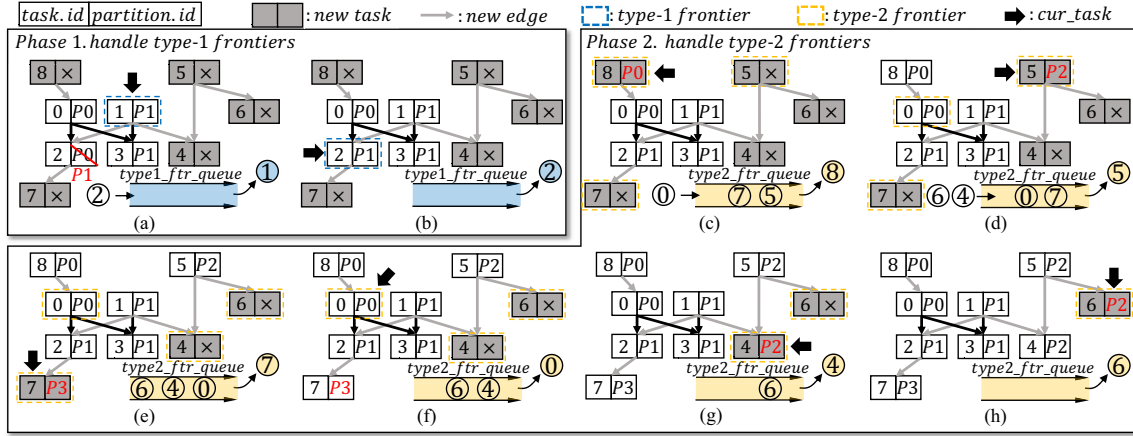 task.id partition.id : new task : new edge : type-1 frontier : type-2 frontier : cur_task
Phase 1. handle type-1 frontiers
8 ×
5 ×
0 P0
1 P1
6 ×
2 P0
3 P1
4 ×
P1
7 ×
2
type1_ftr_queue
1
(a)
8 ×
5 ×
0 P0
1 P1
6 ×
2 P1
3 P1
4 ×
7 ×
type1_ftr_queue
2
(b)
Phase 2. handle type-2 frontiers
8 P0
5 ×
0 P0
1 P1
6 ×
2 P1
3 P1
4 ×
7 ×
0
type2_ftr_queue
7 5
8
(c)
8 P0
5 P2
0 P0
1 P1
6 ×
2 P1
3 P1
4 ×
7 ×
6 4
type2_ftr_queue
0 7
5
(d)
8 P0
5 P2
0 P0
1 P1
6 ×
2 P1
3 P1
4 ×
7 P3
type2_ftr_queue
6 4 0
7
(e)
8 P0
5 P2
0 P0
1 P1
6 ×
2 P1
3 P1
4 ×
7 P3
type2_ftr_queue
6 4
0
(f)
8 P0
5 P2
0 P0
1 P1
6 ×
2 P1
3 P1
4 P2
7 P3
type2_ftr_queue
6
4
(g)
8 P0
5 P2
0 P0
1 P1
6 P2
2 P1
3 P1
4 P2
7 P3
type2_ftr_queue
6
(h)